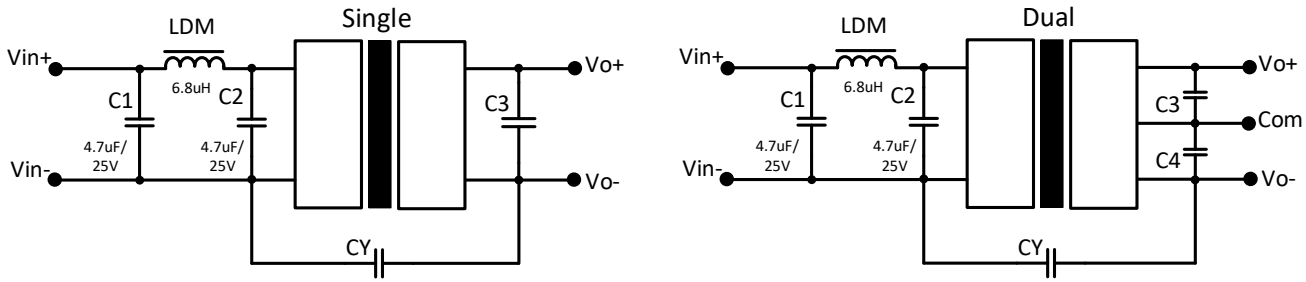 Single
LDM
Vin+
6.8uH
Vo+
C1
C2
C3
4.7uF/
25V
4.7uF/
25V
Vin-
Vo-
CY
Dual
LDM
Vin+
6.8uH
Vo+
C1
C2
C3
Com
4.7uF/
25V
4.7uF/
25V
C4
Vin-
Vo-
CY